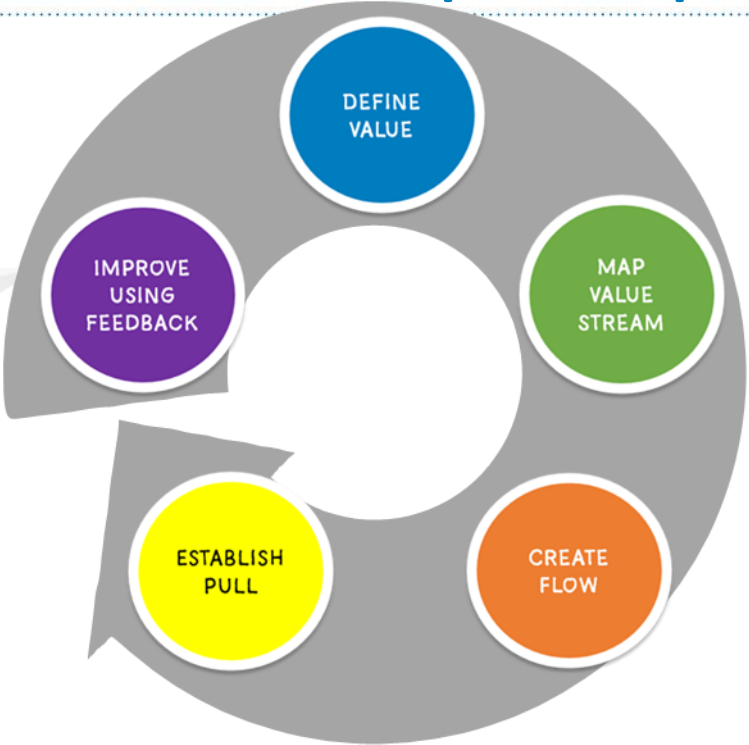 DEFINE
VALUE
MAP
VALUE
STREAM
CREATE
FLOW
ESTABLISH
PULL
IMPROVE
USING
FEEDBACK